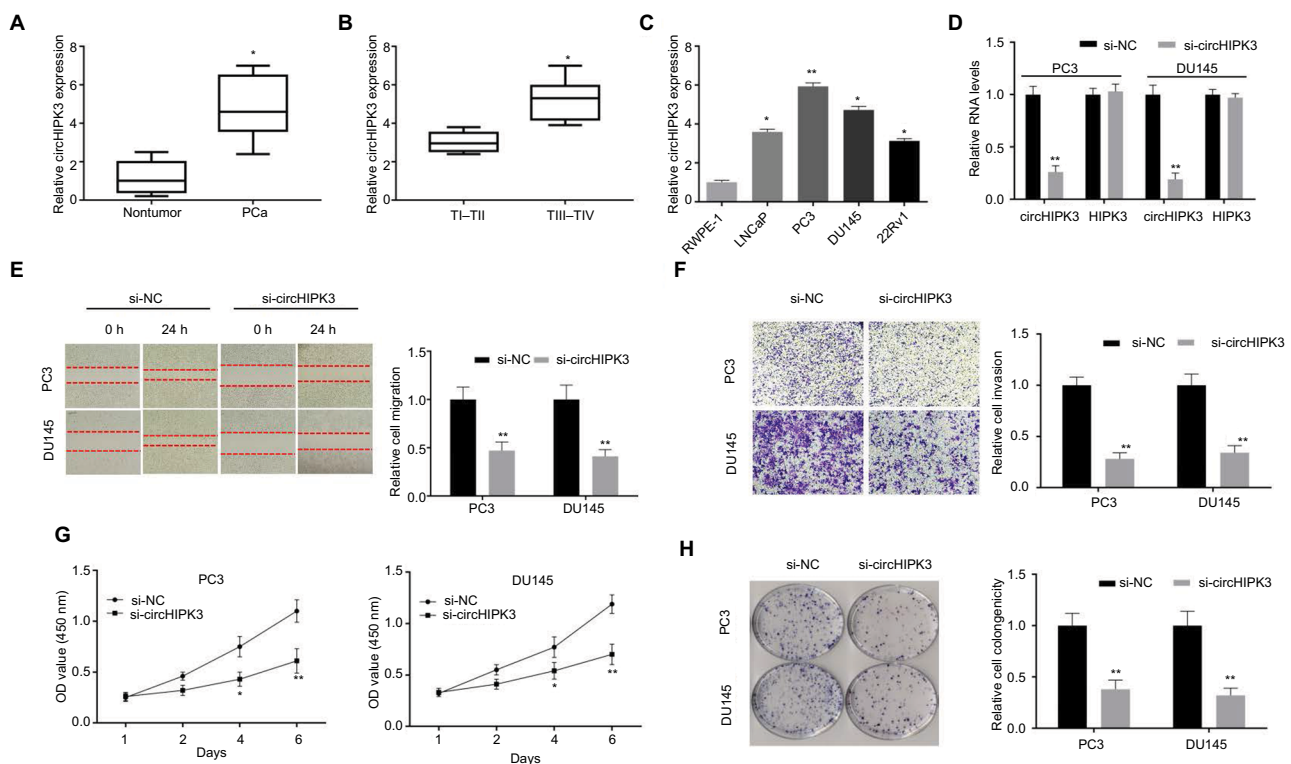 A
Relative circHIPK3 expression
8
6
4
2
0
*
Nontumor
PCa
B
Relative circHIPK3 expression
8
6
4
2
0
*
TI–TII
TIII–TIV
C
Relative circHIPK3 expression
8
6
4
2
0
*
**
*
*
RWPE-1
LNCaP
PC3
DU145
22Rv1
D
si-NC
si-circHIPK3
PC3
DU145
Relative RNA levels
1.5
1.0
0.5
0.0
**
**
circHIPK3
HIPK3
circHIPK3
HIPK3
E
si-NC
si-circHIPK3
0 h
24 h
0 h
24 h
PC3
DU145
Relative cell migration
1.5
1.0
0.5
0.0
si-NC
si-circHIPK3
**
**
PC3
DU145
F
si-NC
si-circHIPK3
PC3
DU145
Relative cell invasion
1.5
1.0
0.5
0.0
si-NC
si-circHIPK3
**
**
PC3
DU145
G
PC3
OD value (450 nm)
1.5
1.0
0.5
0.0
si-NC
si-circHIPK3
*
**
1
2
4
6
Days
DU145
OD value (450 nm)
1.5
1.0
0.5
0.0
si-NC
si-circHIPK3
*
**
1
2
4
6
Days
H
si-NC
si-circHIPK3
PC3
DU145
Relative cell colongenicity
1.5
1.0
0.5
0.0
si-NC
si-circHIPK3
**
**
PC3
DU145